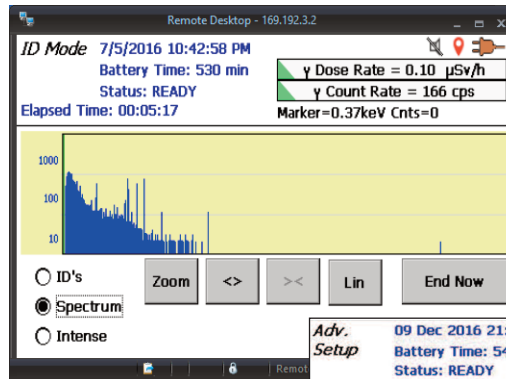 Remote Desktop - 169.192.3.2
ID Mode 7/5/2016 10:42:58 PM
Battery Time: 530 min
Status: READY
Elapsed Time: 00:05:17
γ Dose Rate = 0.10 µSv/h
γ Count Rate = 166 cps
Marker=0.37keV Cnts=0
1000
100
10
ID's
Spectrum
Intense
Zoom
<>
><
Lin
End Now
Adv. Setup
09 Dec 2016 21:
Battery Time: 54
Status: READY
Remot